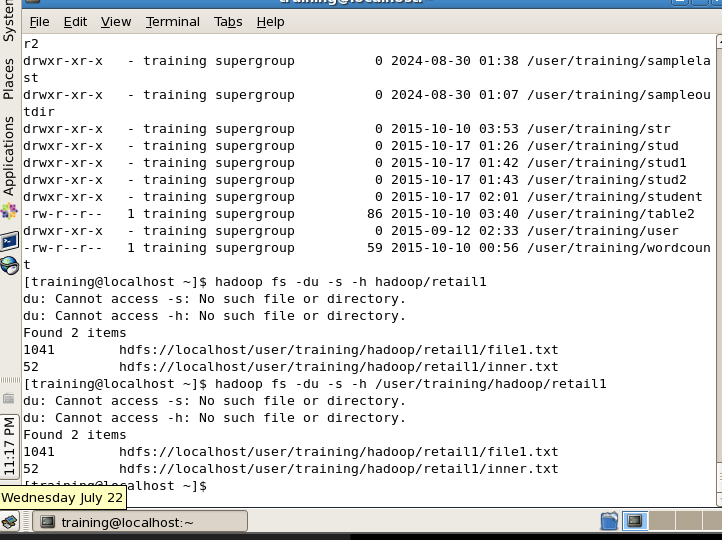 training@localhost:~
File Edit View Terminal Tabs Help
r2
drwxr-xr-x   - training supergroup          0 2024-08-30 01:38 /user/training/samplela
st
drwxr-xr-x   - training supergroup          0 2024-08-30 01:07 /user/training/sampleou
tdir
drwxr-xr-x   - training supergroup          0 2015-10-10 03:53 /user/training/str
drwxr-xr-x   - training supergroup          0 2015-10-17 01:26 /user/training/stud
drwxr-xr-x   - training supergroup          0 2015-10-17 01:42 /user/training/stud1
drwxr-xr-x   - training supergroup          0 2015-10-17 01:43 /user/training/stud2
drwxr-xr-x   - training supergroup          0 2015-10-17 02:01 /user/training/student
-rw-r--r--   1 training supergroup         86 2015-10-10 03:40 /user/training/table2
drwxr-xr-x   - training supergroup          0 2015-09-12 02:33 /user/training/user
-rw-r--r--   1 training supergroup         59 2015-10-10 00:56 /user/training/wordcoun
t
[training@localhost ~]$ hadoop fs -du -s -h hadoop/retail1
du: Cannot access -s: No such file or directory.
du: Cannot access -h: No such file or directory.
Found 2 items
1041        hdfs://localhost/user/training/hadoop/retail1/file1.txt
52          hdfs://localhost/user/training/hadoop/retail1/inner.txt
[training@localhost ~]$ hadoop fs -du -s -h /user/training/hadoop/retail1
du: Cannot access -s: No such file or directory.
du: Cannot access -h: No such file or directory.
Found 2 items
1041        hdfs://localhost/user/training/hadoop/retail1/file1.txt
52          hdfs://localhost/user/training/hadoop/retail1/inner.txt
[training@localhost ~]$
Applications
Places
System
11:17 PM
Wednesday July 22
training@localhost:~